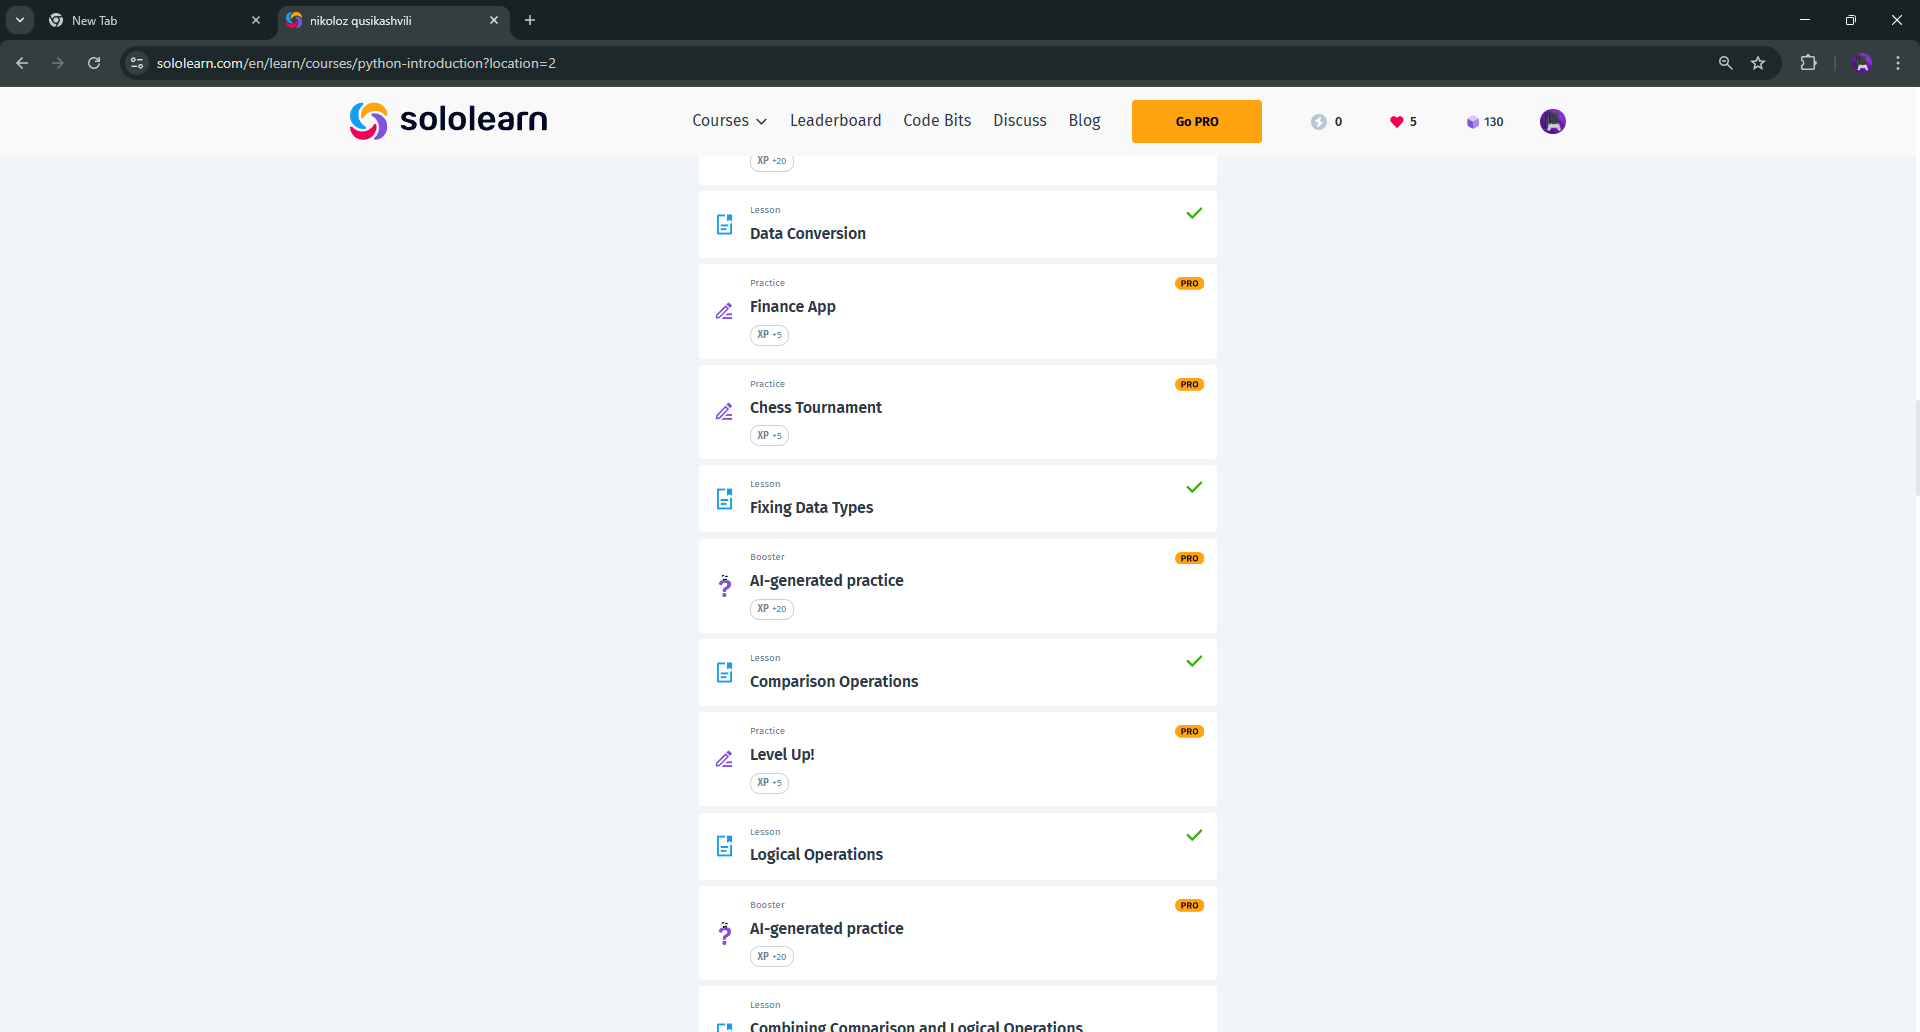 New Tab
nikoloz qusikashvili
sololearn.com/en/learn/courses/python-introduction?location=2
sololearn
Courses
Leaderboard
Code Bits
Discuss
Blog
Go PRO
0
5
130
XP +20
Lesson
Data Conversion
Practice
PRO
Finance App
XP +5
Practice
PRO
Chess Tournament
XP +5
Lesson
Fixing Data Types
Booster
PRO
AI-generated practice
XP +20
Lesson
Comparison Operations
Practice
PRO
Level Up!
XP +5
Lesson
Logical Operations
Booster
PRO
AI-generated practice
XP +20
Lesson
Combining Comparison and Logical Operations